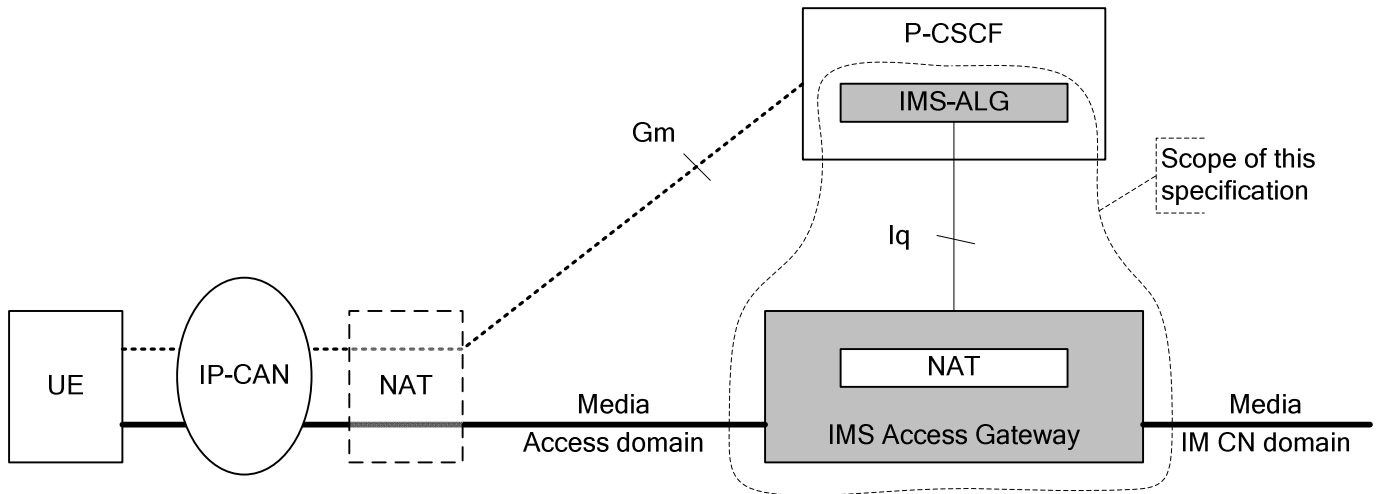 P-CSCF
IMS-ALG
Gm
Scope of this
specification
Iq
UE
IP-CAN
NAT
NAT
Media
Access domain
IMS Access Gateway
Media
IM CN domain